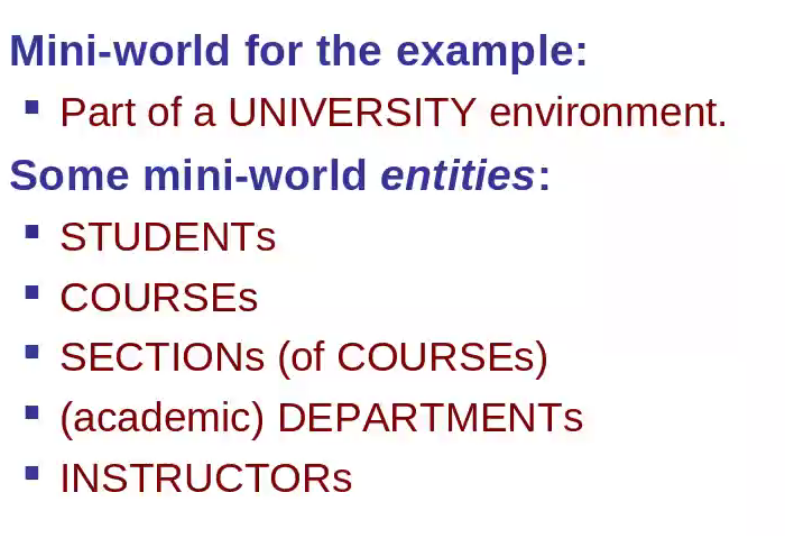 Mini-world for the example:
▪ Part of a UNIVERSITY environment.
Some mini-world entities:
▪ STUDENTs
▪ COURSEs
▪ SECTIONs (of COURSEs)
▪ (academic) DEPARTMENTs
▪ INSTRUCTORs